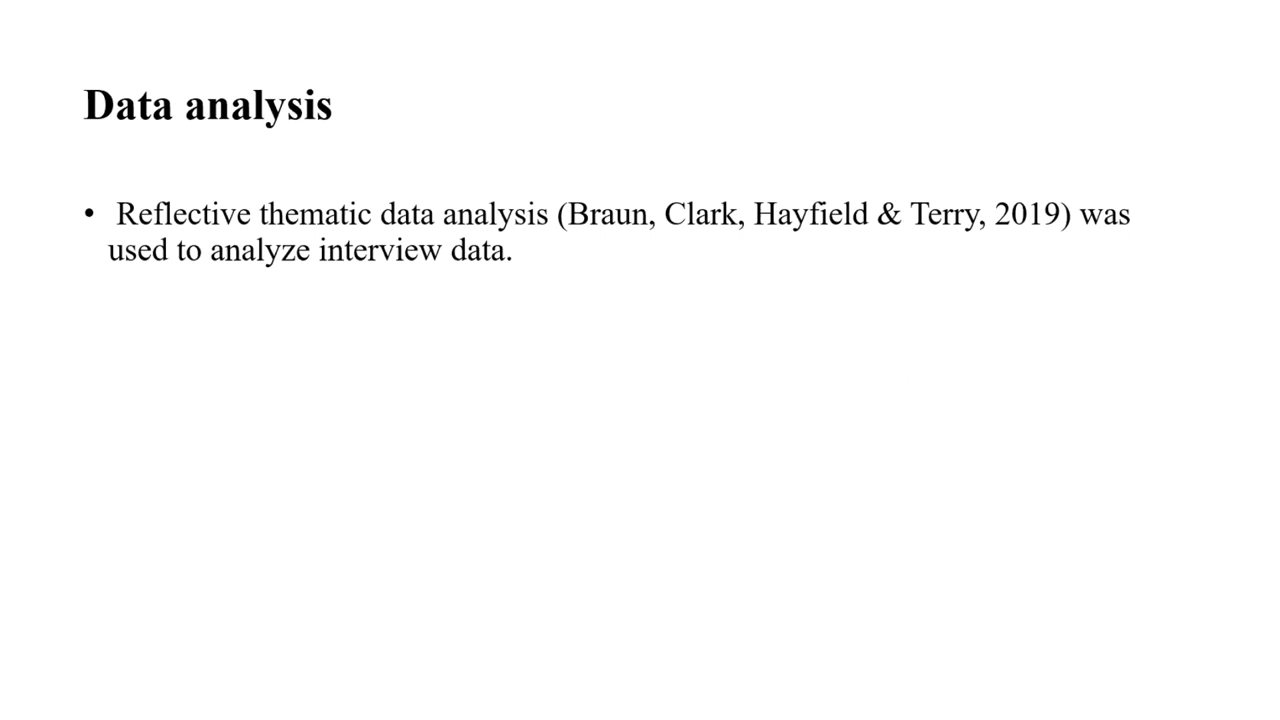 Data analysis
• Reflective thematic data analysis (Braun, Clark, Hayfield & Terry, 2019) was
used to analyze interview data.